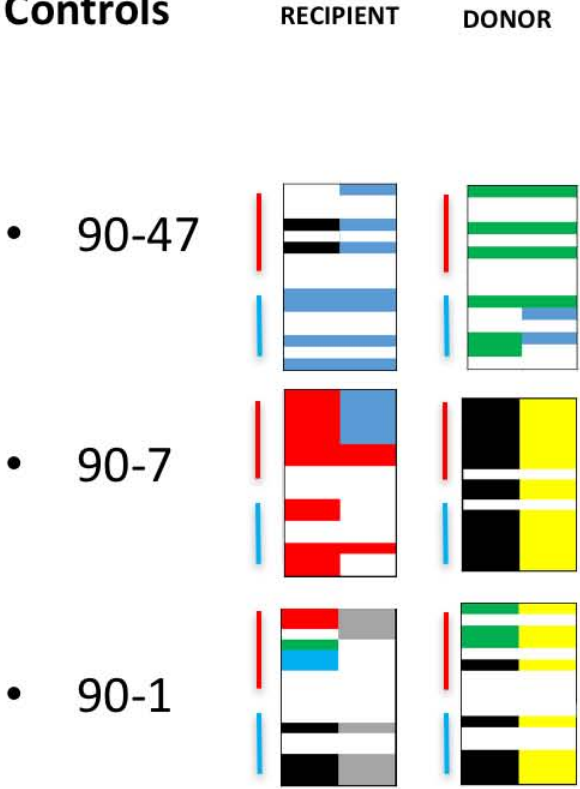 Controls RECIPIENT DONOR
• 90-47
• 90-7
• 90-1